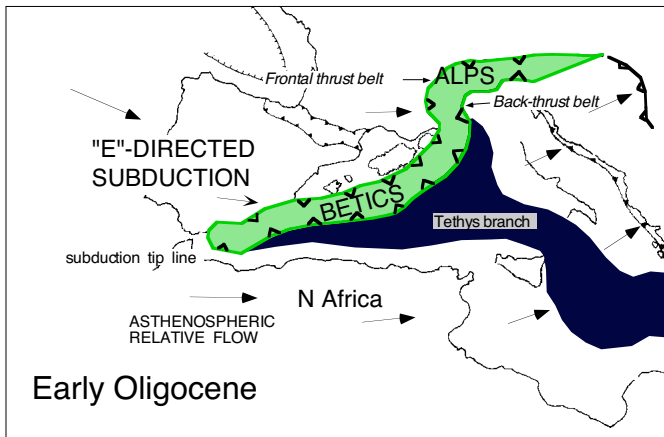 ALPS
Frontal thrust belt
Back-thrust belt
"E"-DIRECTED
SUBDUCTION
BETICS
Tethys branch
subduction tip line
N Africa
ASTHENOSPHERIC
RELATIVE FLOW
Early Oligocene